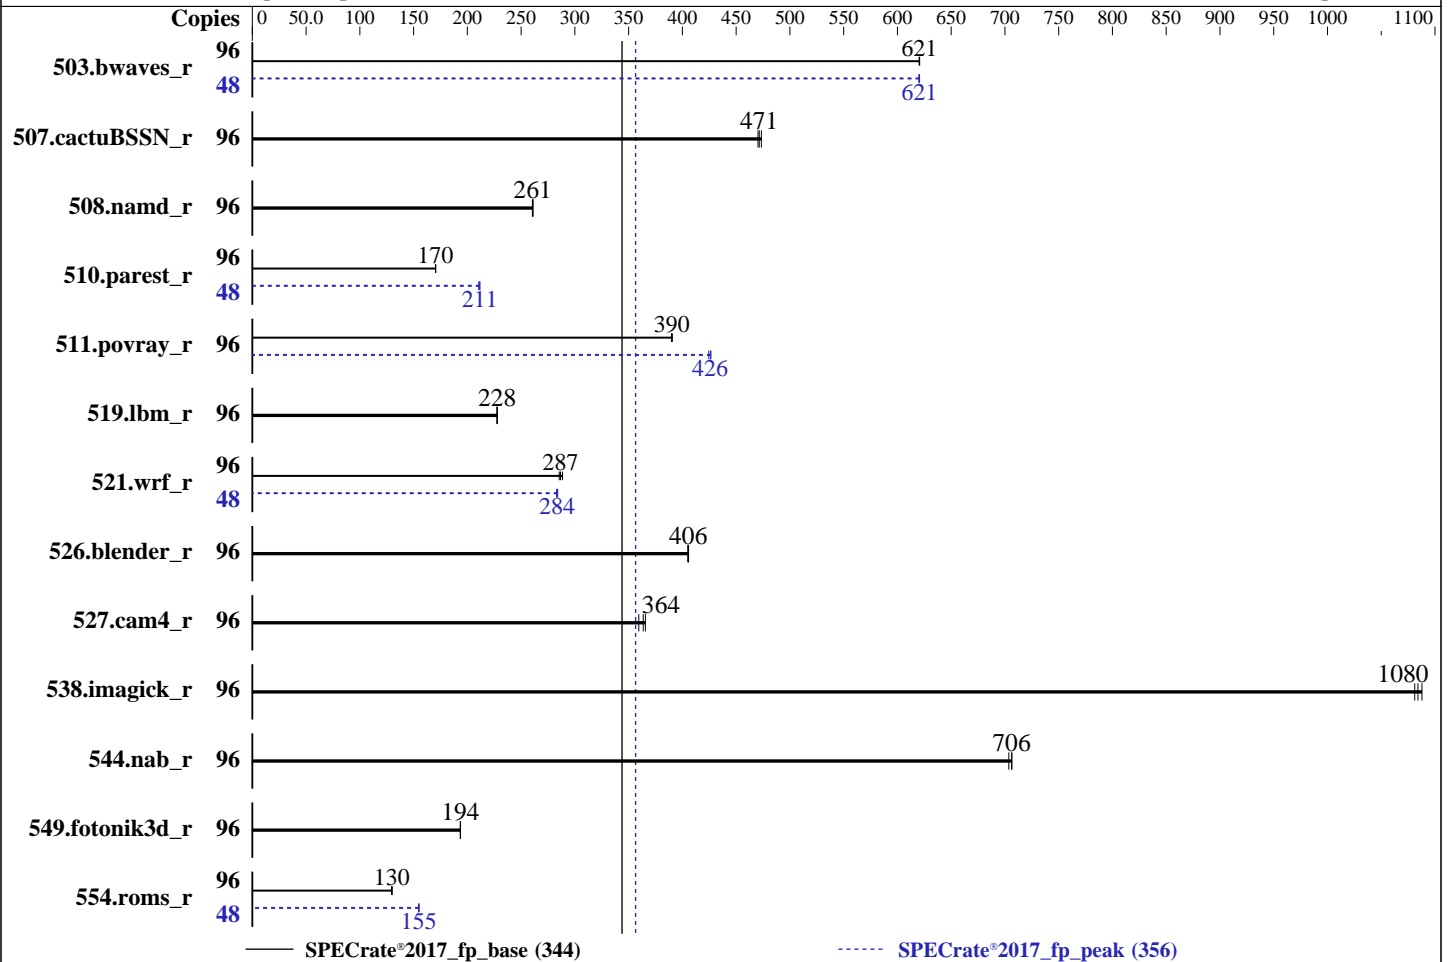 Copies 0 50.0 100 150 200 250 300 350 400 450 500 550 600 650 700 750 800 850 900 950 1000 1100
503.bwaves_r 96 621
48 621
507.cactuBSSN_r 96 471
508.namd_r 96 261
510.parest_r 96 170
48 211
511.povray_r 96 390
426
519.lbm_r 96 228
521.wrf_r 96 287
48 284
526.blender_r 96 406
527.cam4_r 96 364
538.imagick_r 96 1080
544.nab_r 96 706
549.fotonik3d_r 96 194
554.roms_r 96 130
48 155
SPECrate®2017_fp_base (344) SPECrate®2017_fp_peak (356)